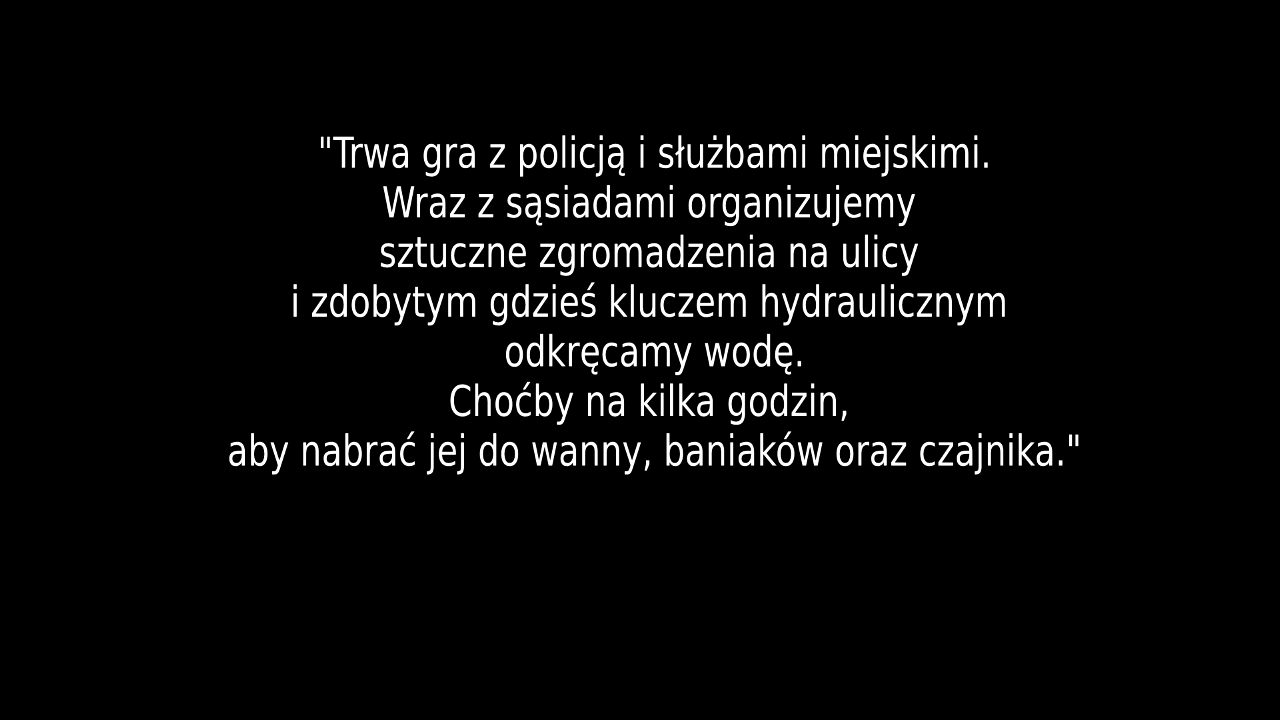 "Trwa gra z policją i służbami miejskimi.
Wraz z sąsiadami organizujemy
sztuczne zgromadzenia na ulicy
i zdobytym gdzieś kluczem hydraulicznym
odkręcamy wodę.
Choćby na kilka godzin,
aby nabrać jej do wanny, baniaków oraz czajnika."